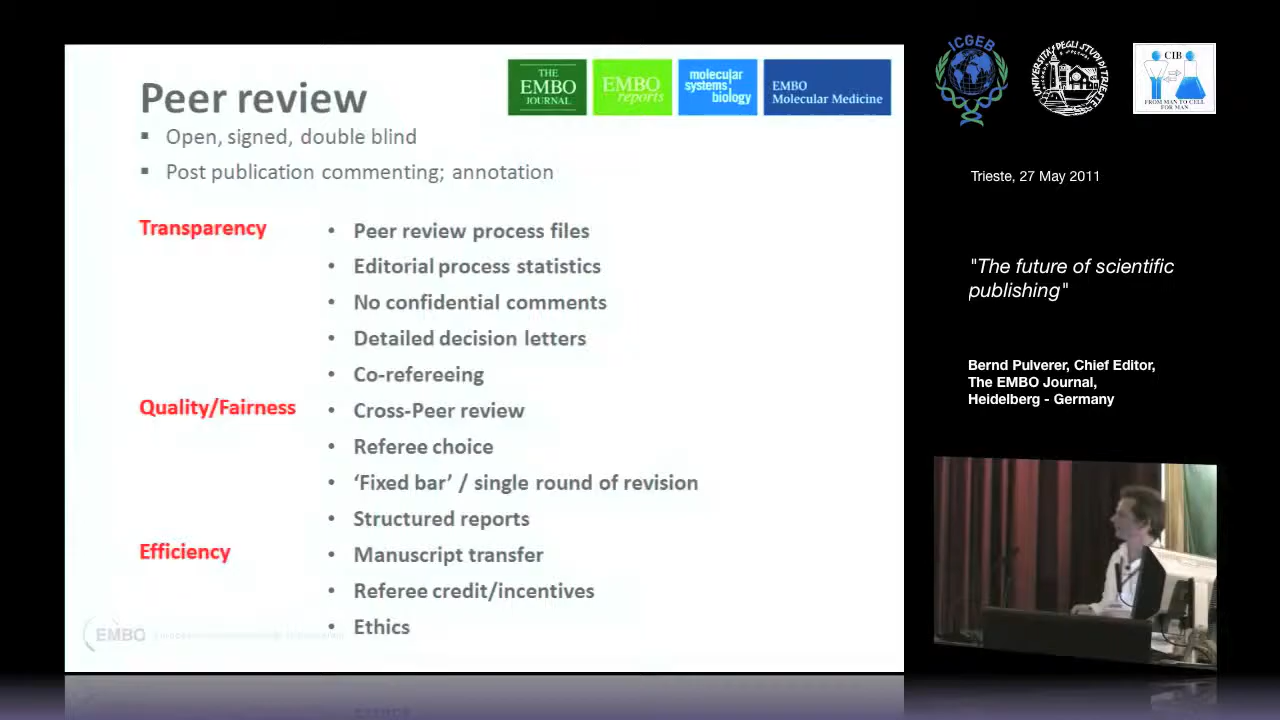 Peer review
THE
EMBO
JOURNAL
EMBO
reports
molecular
systems
biology
EMBO
Molecular Medicine
Open, signed, double blind
Post publication commenting; annotation
Transparency
Peer review process files
Editorial process statistics
No confidential comments
Detailed decision letters
Co-refereeing
Quality/Fairness
Cross-Peer review
Referee choice
‘Fixed bar’ / single round of revision
Structured reports
Efficiency
Manuscript transfer
Referee credit/incentives
Ethics
EMBO
ICGEB
UNIVERSITAS DEGLI STUDI DI TRIESTE
CIB
FROM MAN TO CELL
FOR MAN
Trieste, 27 May 2011
"The future of scientific
publishing"
Bernd Pulverer, Chief Editor,
The EMBO Journal,
Heidelberg - Germany